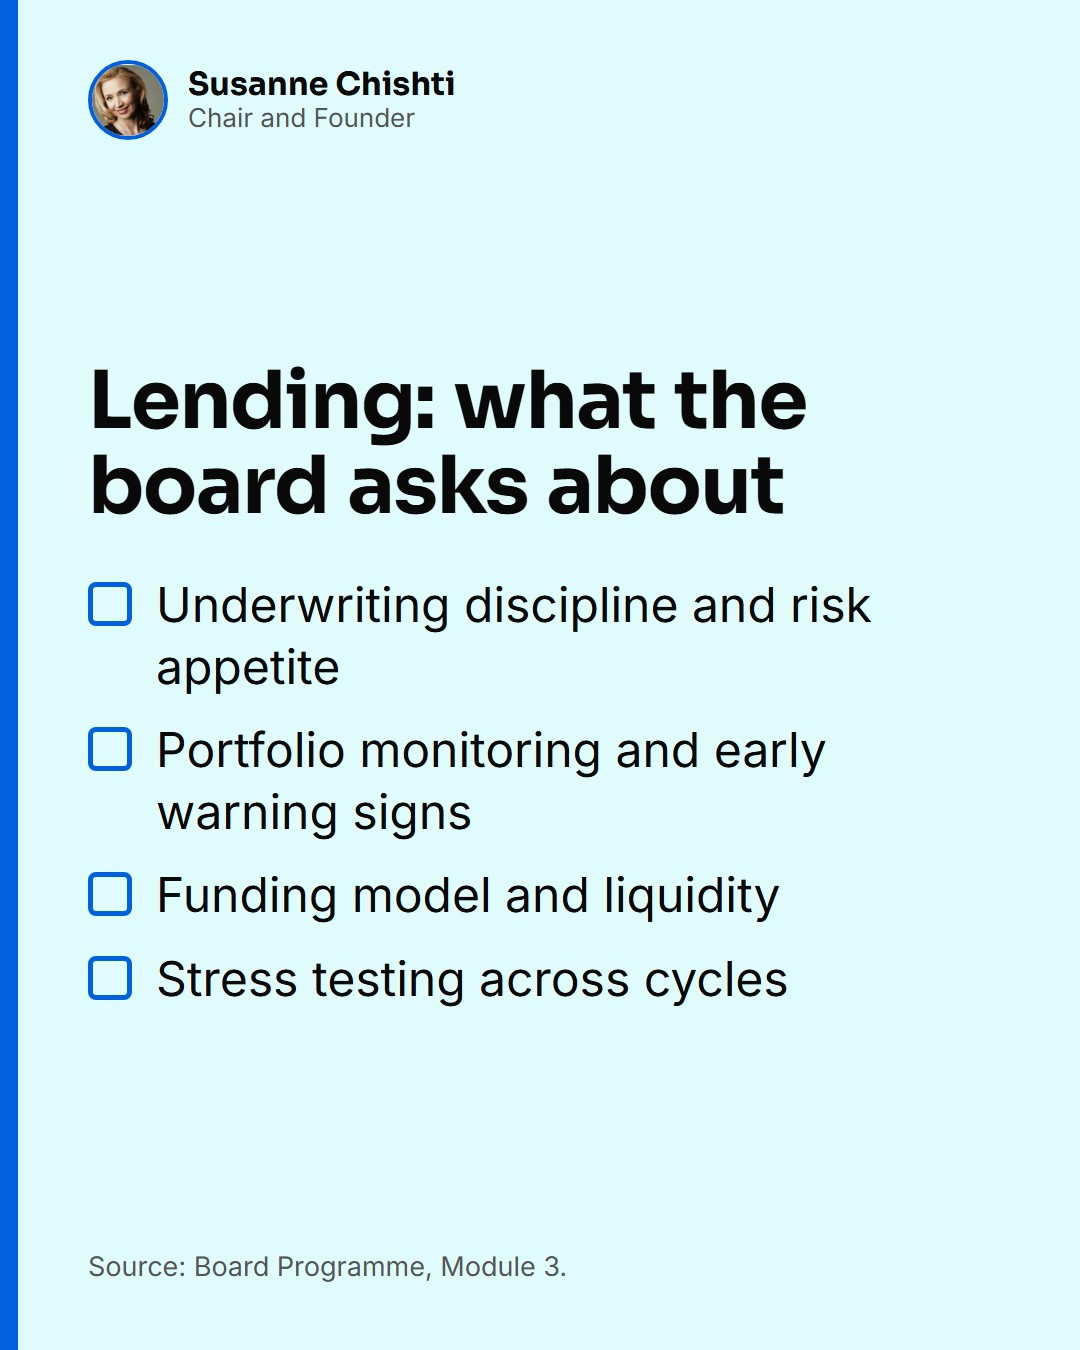 Susanne Chishti
Chair and Founder
Lending: what the
board asks about
Underwriting discipline and risk
appetite
Portfolio monitoring and early
warning signs
Funding model and liquidity
Stress testing across cycles
Source: Board Programme, Module 3.